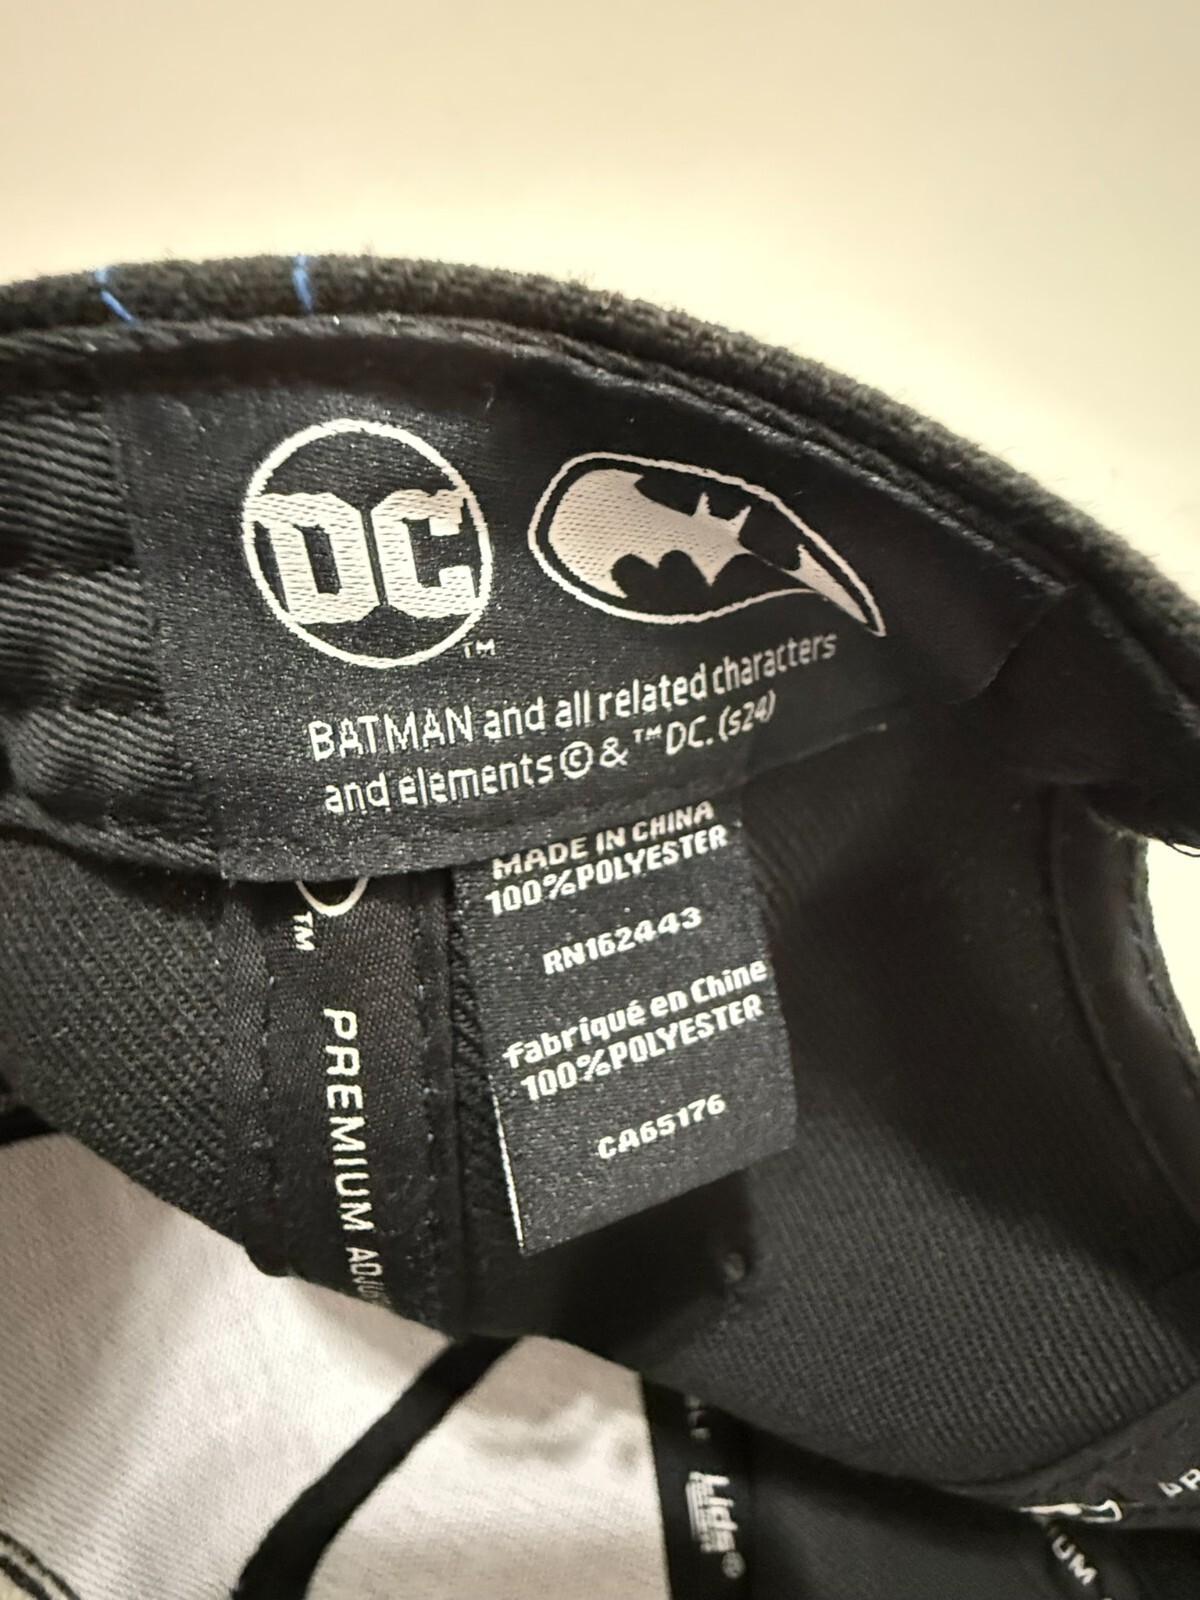 DC
TM
BATMAN and all related characters
and elements © & ™ DC. (s24)
MADE IN CHINA
100%POLYESTER
RN162443
fabriqué en Chine
100%POLYESTER
CA65176
TM
PREMIUM
Lids®